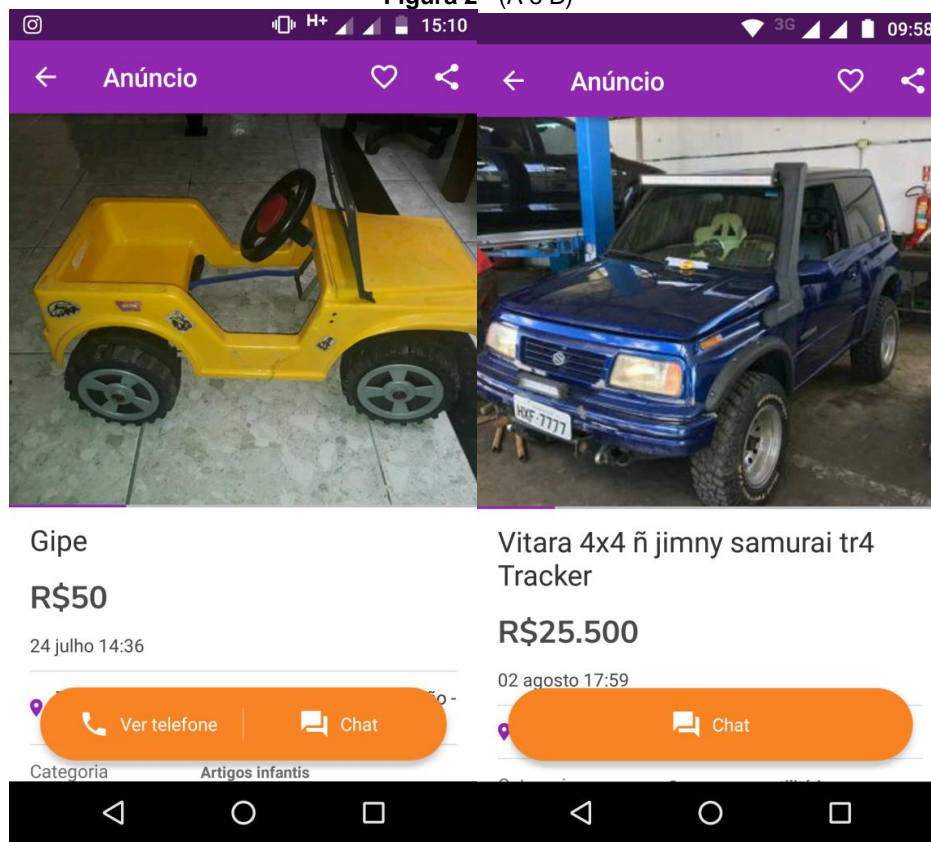 Figura 2 (A e B)
H+ 15:10
Anúncio
Gipe
R$50
24 julho 14:36
Ver telefone
Chat
Categoria
Artigos infantis
3G 09:58
Anúncio
HXF-7777
Vitara 4x4 ñ jimny samurai tr4
Tracker
R$25.500
02 agosto 17:59
Chat